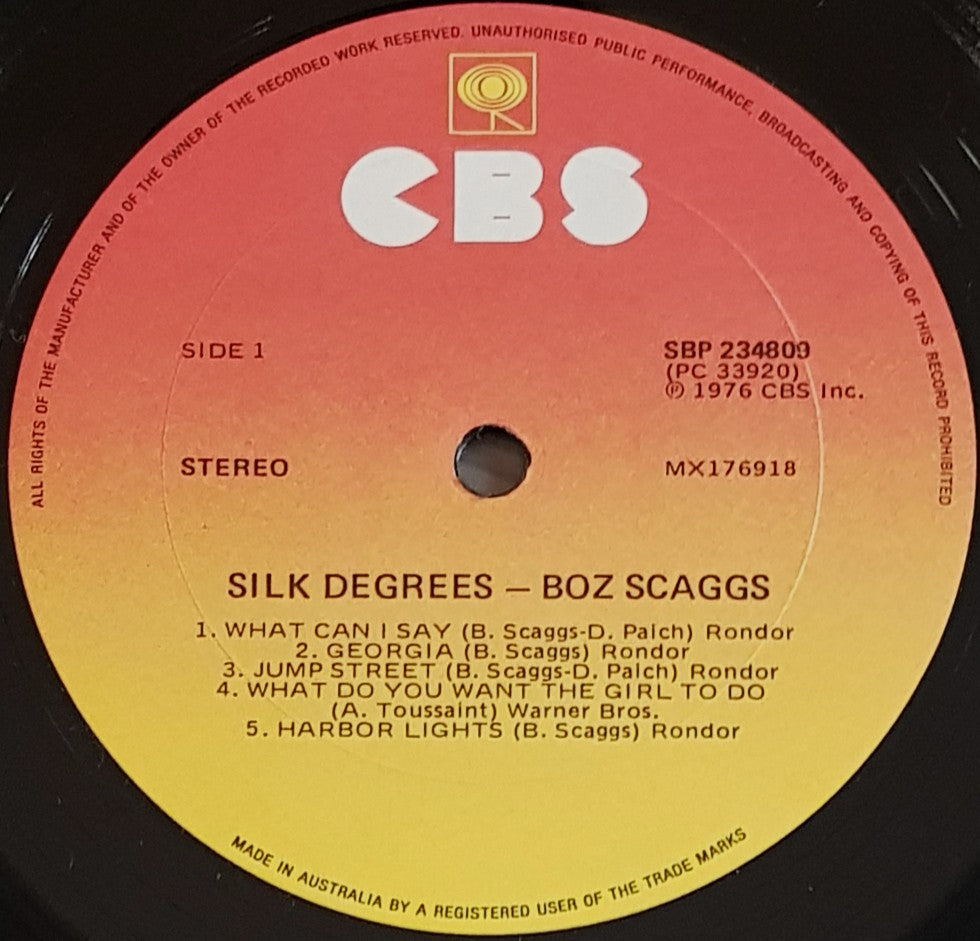 ALL RIGHTS OF THE MANUFACTURER AND OF THE OWNER OF THE RECORDED WORK RESERVED. UNAUTHORISED PUBLIC PERFORMANCE, BROADCASTING AND COPYING OF THIS RECORD PROHIBITED
CBS
SIDE 1
SBP 234809
(PC 33920)
℗ 1976 CBS Inc.
STEREO
MX176918
SILK DEGREES — BOZ SCAGGS
1. WHAT CAN I SAY (B. Scaggs-D. Palch) Rondor
2. GEORGIA (B. Scaggs) Rondor
3. JUMP STREET (B. Scaggs-D. Palch) Rondor
4. WHAT DO YOU WANT THE GIRL TO DO
(A. Toussaint) Warner Bros.
5. HARBOR LIGHTS (B. Scaggs) Rondor
MADE IN AUSTRALIA BY A REGISTERED USER OF THE TRADE MARKS